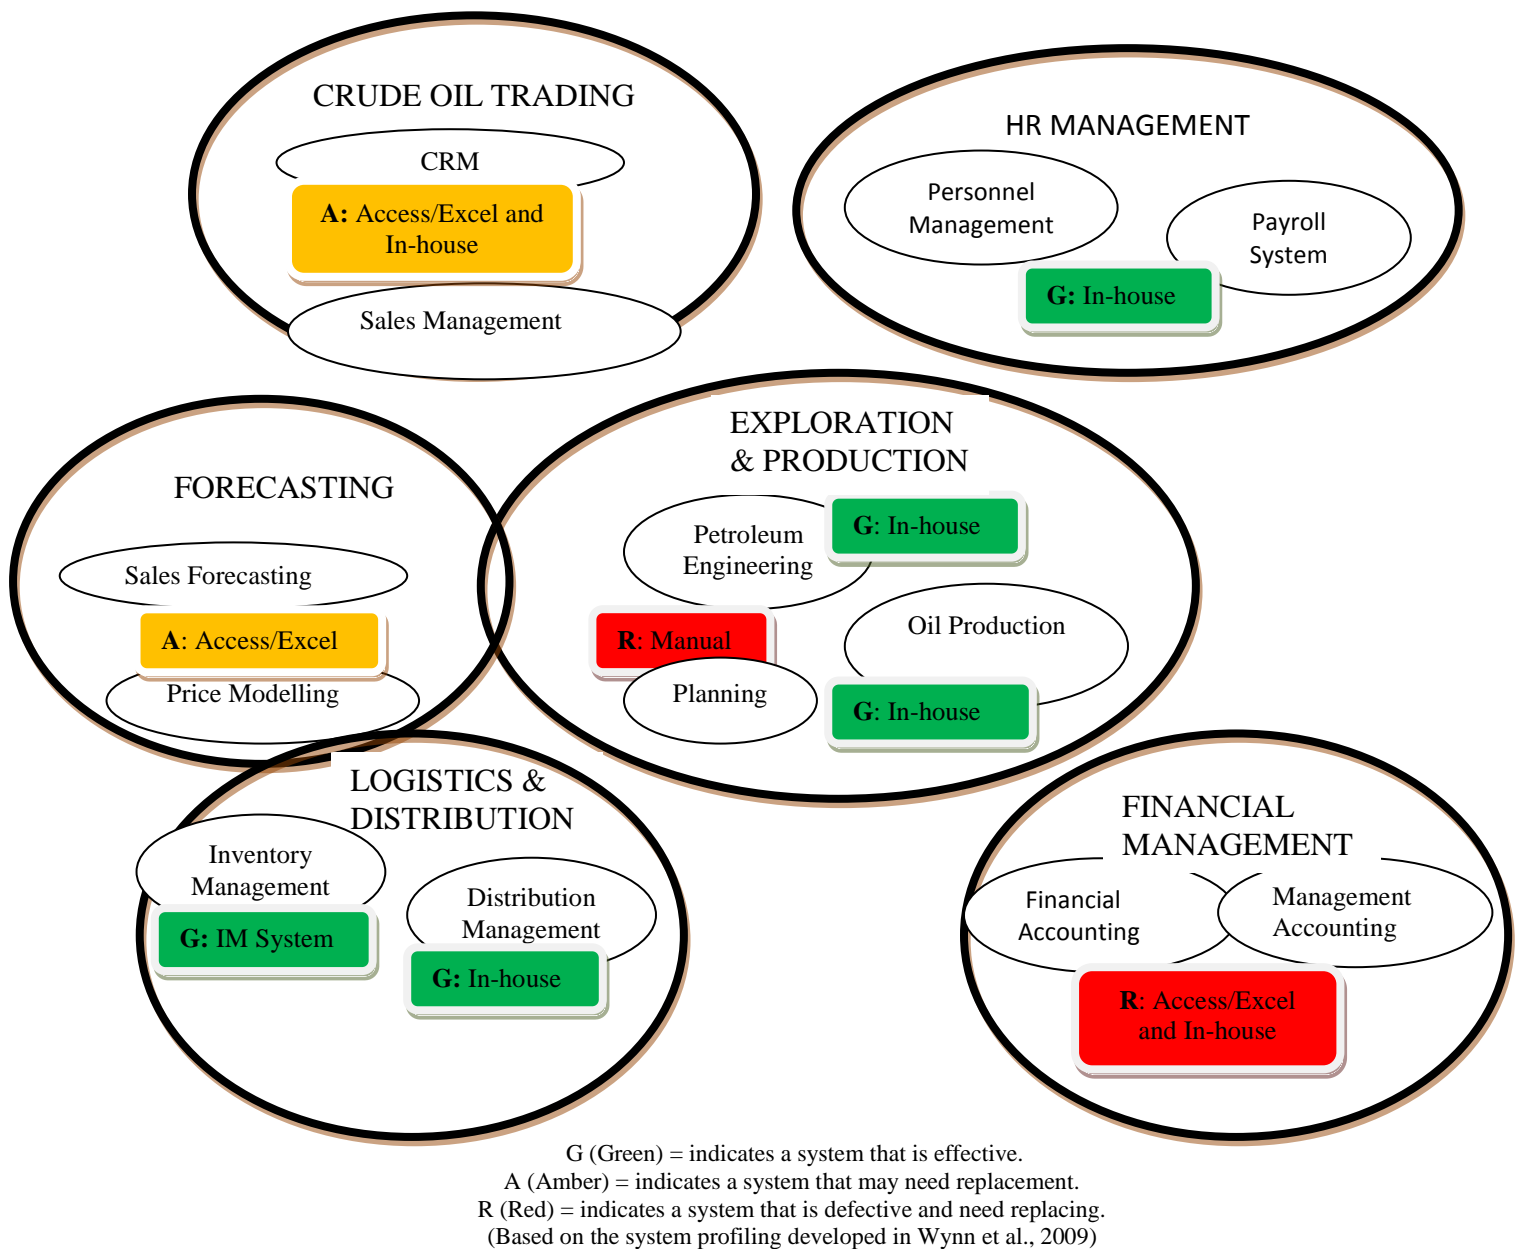 CRUDE OIL TRADING
CRM
A: Access/Excel and
In-house
Sales Management
HR MANAGEMENT
Personnel
Management
Payroll
System
G: In-house
FORECASTING
Sales Forecasting
A: Access/Excel
Price Modelling
EXPLORATION
& PRODUCTION
Petroleum
Engineering
G: In-house
R: Manual
Planning
Oil Production
G: In-house
LOGISTICS &
DISTRIBUTION
Inventory
Management
G: IM System
Distribution
Management
G: In-house
FINANCIAL
MANAGEMENT
Financial
Accounting
Management
Accounting
R: Access/Excel
and In-house
G (Green) = indicates a system that is effective.
A (Amber) = indicates a system that may need replacement.
R (Red) = indicates a system that is defective and need replacing.
(Based on the system profiling developed in Wynn et al., 2009)